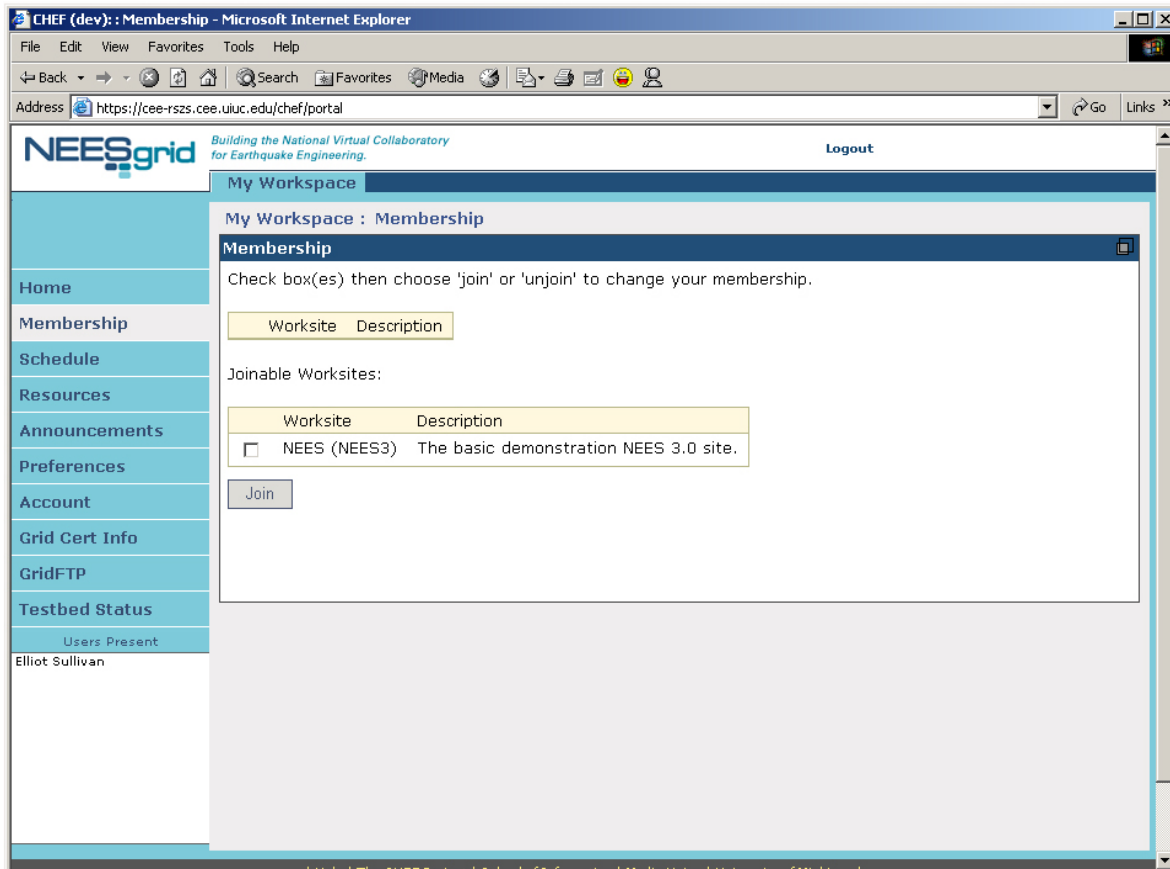 CHEF (dev): : Membership - Microsoft Internet Explorer
File Edit View Favorites Tools Help
Back Search Favorites Media
Address https://cee-rszs.cee.uiuc.edu/chef/portal Go Links »
NEESgrid
Building the National Virtual Collaboratory
for Earthquake Engineering.
Logout
My Workspace
My Workspace : Membership
Membership
Check box(es) then choose 'join' or 'unjoin' to change your membership.
Worksite Description
Joinable Worksites:
Worksite Description
NEES (NEES3) The basic demonstration NEES 3.0 site.
Join
Home
Membership
Schedule
Resources
Announcements
Preferences
Account
Grid Cert Info
GridFTP
Testbed Status
Users Present
Elliot Sullivan